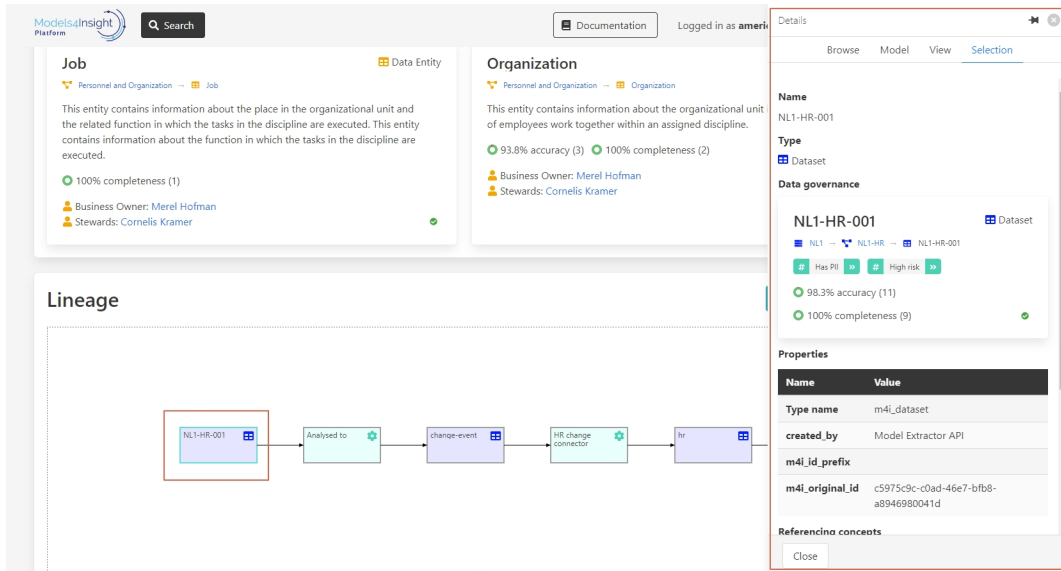 Models4Insight
Platform
Search
Documentation
Logged in as
Job
Data Entity
Personnel and Organization → Job
This entity contains information about the place in the organizational unit and
the related function in which the tasks in the discipline are executed. This entity
contains information about the function in which the tasks in the discipline are
executed.
100% completeness (1)
Business Owner: Merel Hofman
Stewards: Cornelis Kramer
Organization
Personnel and Organization → Organization
This entity contains information about the organizational unit
of employees work together within an assigned discipline.
93.8% accuracy (3) 100% completeness (2)
Business Owner: Merel Hofman
Stewards: Cornelis Kramer
Lineage
NL1-HR-001
Analysed to
change-event
HR change
connector
hr
Details
Browse Model View Selection
Name
NL1-HR-001
Type
Dataset
Data governance
NL1-HR-001
Dataset
NL1 → NL1-HR → NL1-HR-001
# Has PII » # High risk »
98.3% accuracy (11)
100% completeness (9)
Properties
Name Value
Type name m4i_dataset
created_by Model Extractor API
m4i_id_prefix
m4i_original_id c5975c9c-c0ad-46e7-bfb8-
a8946980041d
Referencing concepts
Close